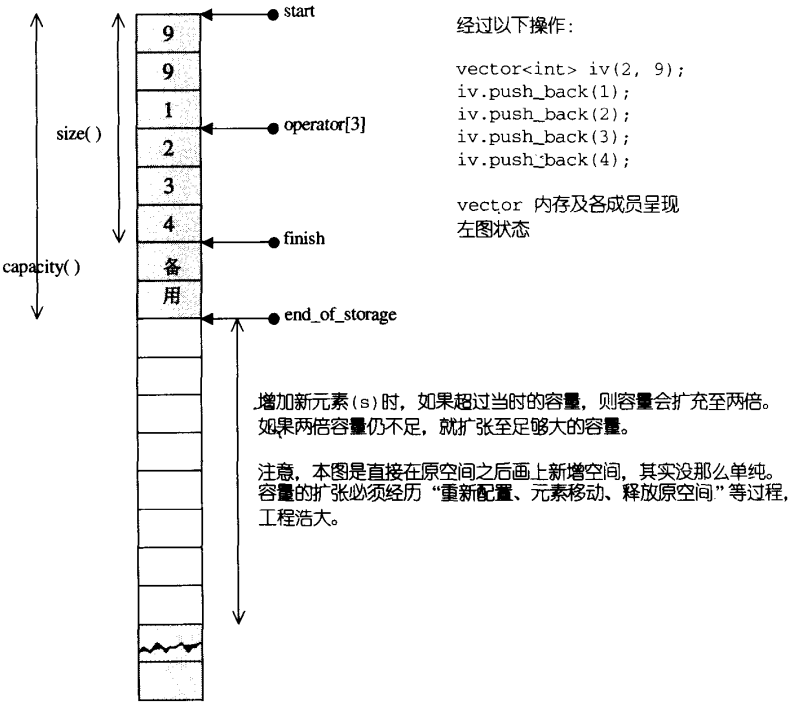 start
9
9
1
operator[3]
size( )
2
3
4
finish
capacity( )
备
用
end_of_storage
经过以下操作:
vector<int> iv(2, 9);
iv.push_back(1);
iv.push_back(2);
iv.push_back(3);
iv.push_back(4);
vector 内存及各成员呈现
左图状态
增加新元素(s)时，如果超过当时的容量，则容量会扩充至两倍。
如果两倍容量仍不足，就扩张至足够大的容量。
注意，本图是直接在原空间之后画上新增空间，其实没那么单纯。
容量的扩张必须经历“重新配置、元素移动、释放原空间”等过程，
工程浩大。